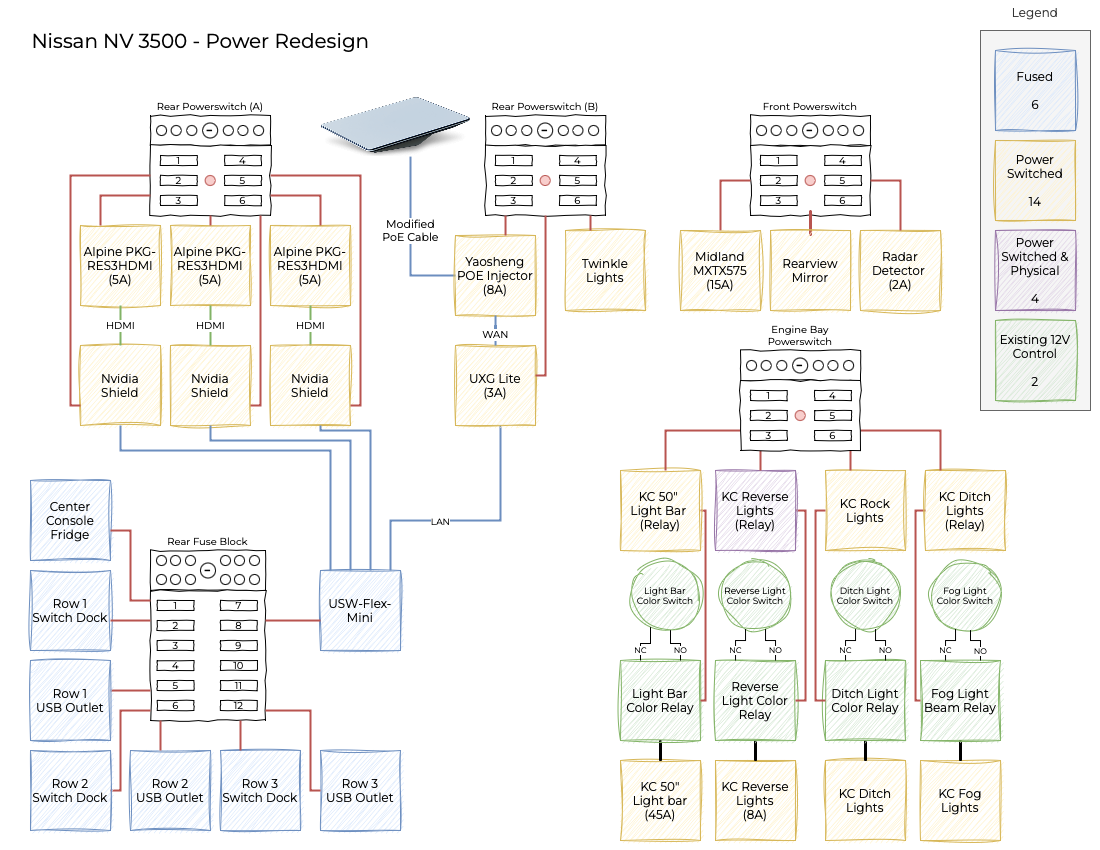 Legend
Nissan NV 3500 - Power Redesign
Fused
6
Power
Switched
14
Power
Switched &
Physical
4
Existing 12V
Control
2
Rear Powerswitch (A)
1
4
2
5
3
6
Rear Powerswitch (B)
1
4
2
5
3
6
Front Powerswitch
1
4
2
5
3
6
Modified
PoE Cable
Alpine PKG-
RES3HDMI
(5A)
Alpine PKG-
RES3HDMI
(5A)
Alpine PKG-
RES3HDMI
(5A)
Yaosheng
POE Injector
(8A)
Twinkle
Lights
Midland
MXTX575
(15A)
Rearview
Mirror
Radar
Detector
(2A)
HDMI
HDMI
HDMI
WAN
Nvidia
Shield
Nvidia
Shield
Nvidia
Shield
UXG Lite
(3A)
Engine Bay
Powerswitch
1
4
2
5
3
6
LAN
Center
Console
Fridge
Rear Fuse Block
1
7
2
8
3
9
4
10
5
11
6
12
Row 1
Switch Dock
USW-Flex-
Mini
Row 1
USB Outlet
Row 2
Switch Dock
Row 2
USB Outlet
Row 3
Switch Dock
Row 3
USB Outlet
KC 50"
Light Bar
(Relay)
KC Reverse
Lights
(Relay)
KC Rock
Lights
KC Ditch
Lights
(Relay)
Light Bar
Color Switch
Reverse Light
Color Switch
Ditch Light
Color Switch
Fog Light
Color Switch
NC
NO
NC
NO
NC
NO
NC
NO
Light Bar
Color Relay
Reverse
Light Color
Relay
Ditch Light
Color Relay
Fog Light
Beam Relay
KC 50"
Light bar
(45A)
KC Reverse
Lights
(8A)
KC Ditch
Lights
KC Fog
Lights